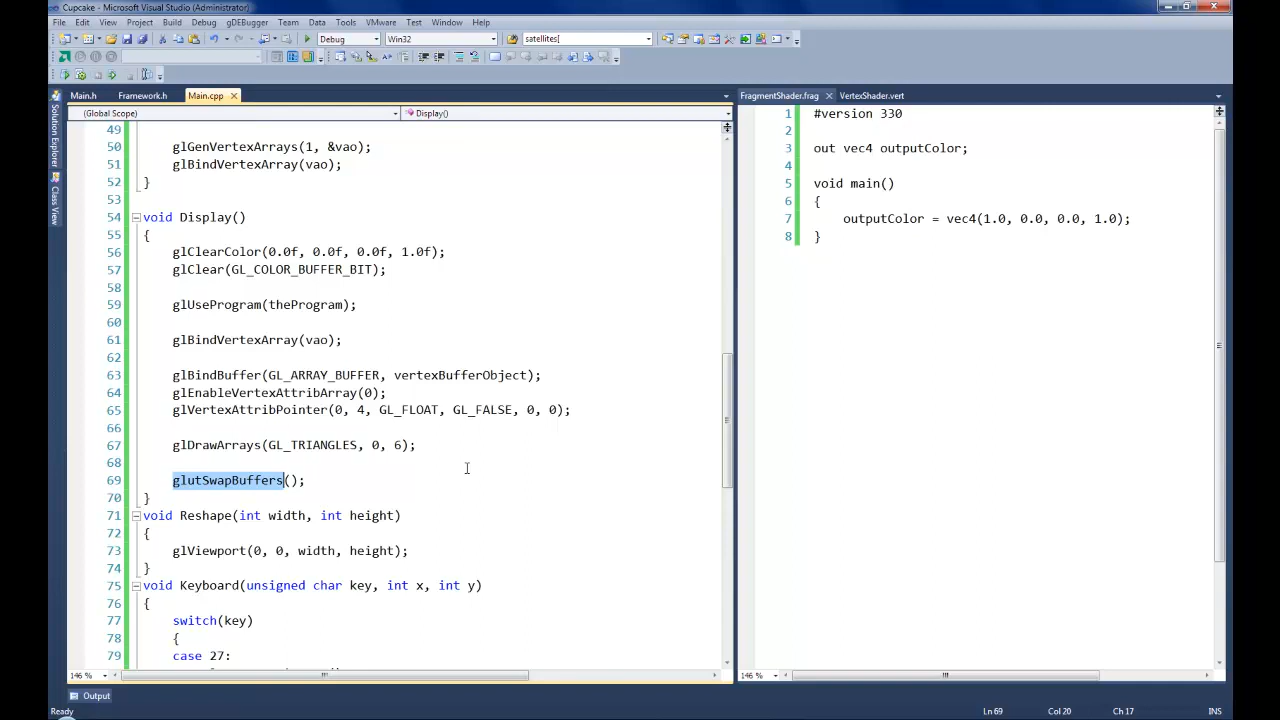 Cupcake - Microsoft Visual Studio (Administrator)
File Edit View Project Build Debug gDEBugger Team Data Tools VMware Test Window Help
Debug Win32 satellites[
Main.h Framework.h Main.cpp
(Global Scope) Display()
49
50 glGenVertexArrays(1, &vao);
51 glBindVertexArray(vao);
52 }
53
54 void Display()
55 {
56 glClearColor(0.0f, 0.0f, 0.0f, 1.0f);
57 glClear(GL_COLOR_BUFFER_BIT);
58
59 glUseProgram(theProgram);
60
61 glBindVertexArray(vao);
62
63 glBindBuffer(GL_ARRAY_BUFFER, vertexBufferObject);
64 glEnableVertexAttribArray(0);
65 glVertexAttribPointer(0, 4, GL_FLOAT, GL_FALSE, 0, 0);
66
67 glDrawArrays(GL_TRIANGLES, 0, 6);
68
69 glutSwapBuffers();
70 }
71 void Reshape(int width, int height)
72 {
73 glViewport(0, 0, width, height);
74 }
75 void Keyboard(unsigned char key, int x, int y)
76 {
77 switch(key)
78 {
79 case 27:
146 %
FragmentShader.frag VertexShader.vert
1 #version 330
2
3 out vec4 outputColor;
4
5 void main()
6 {
7 outputColor = vec4(1.0, 0.0, 0.0, 1.0);
8 }
146 %
Solution Explorer
Class View
Output
Ready Ln 69 Col 20 Ch 17 INS